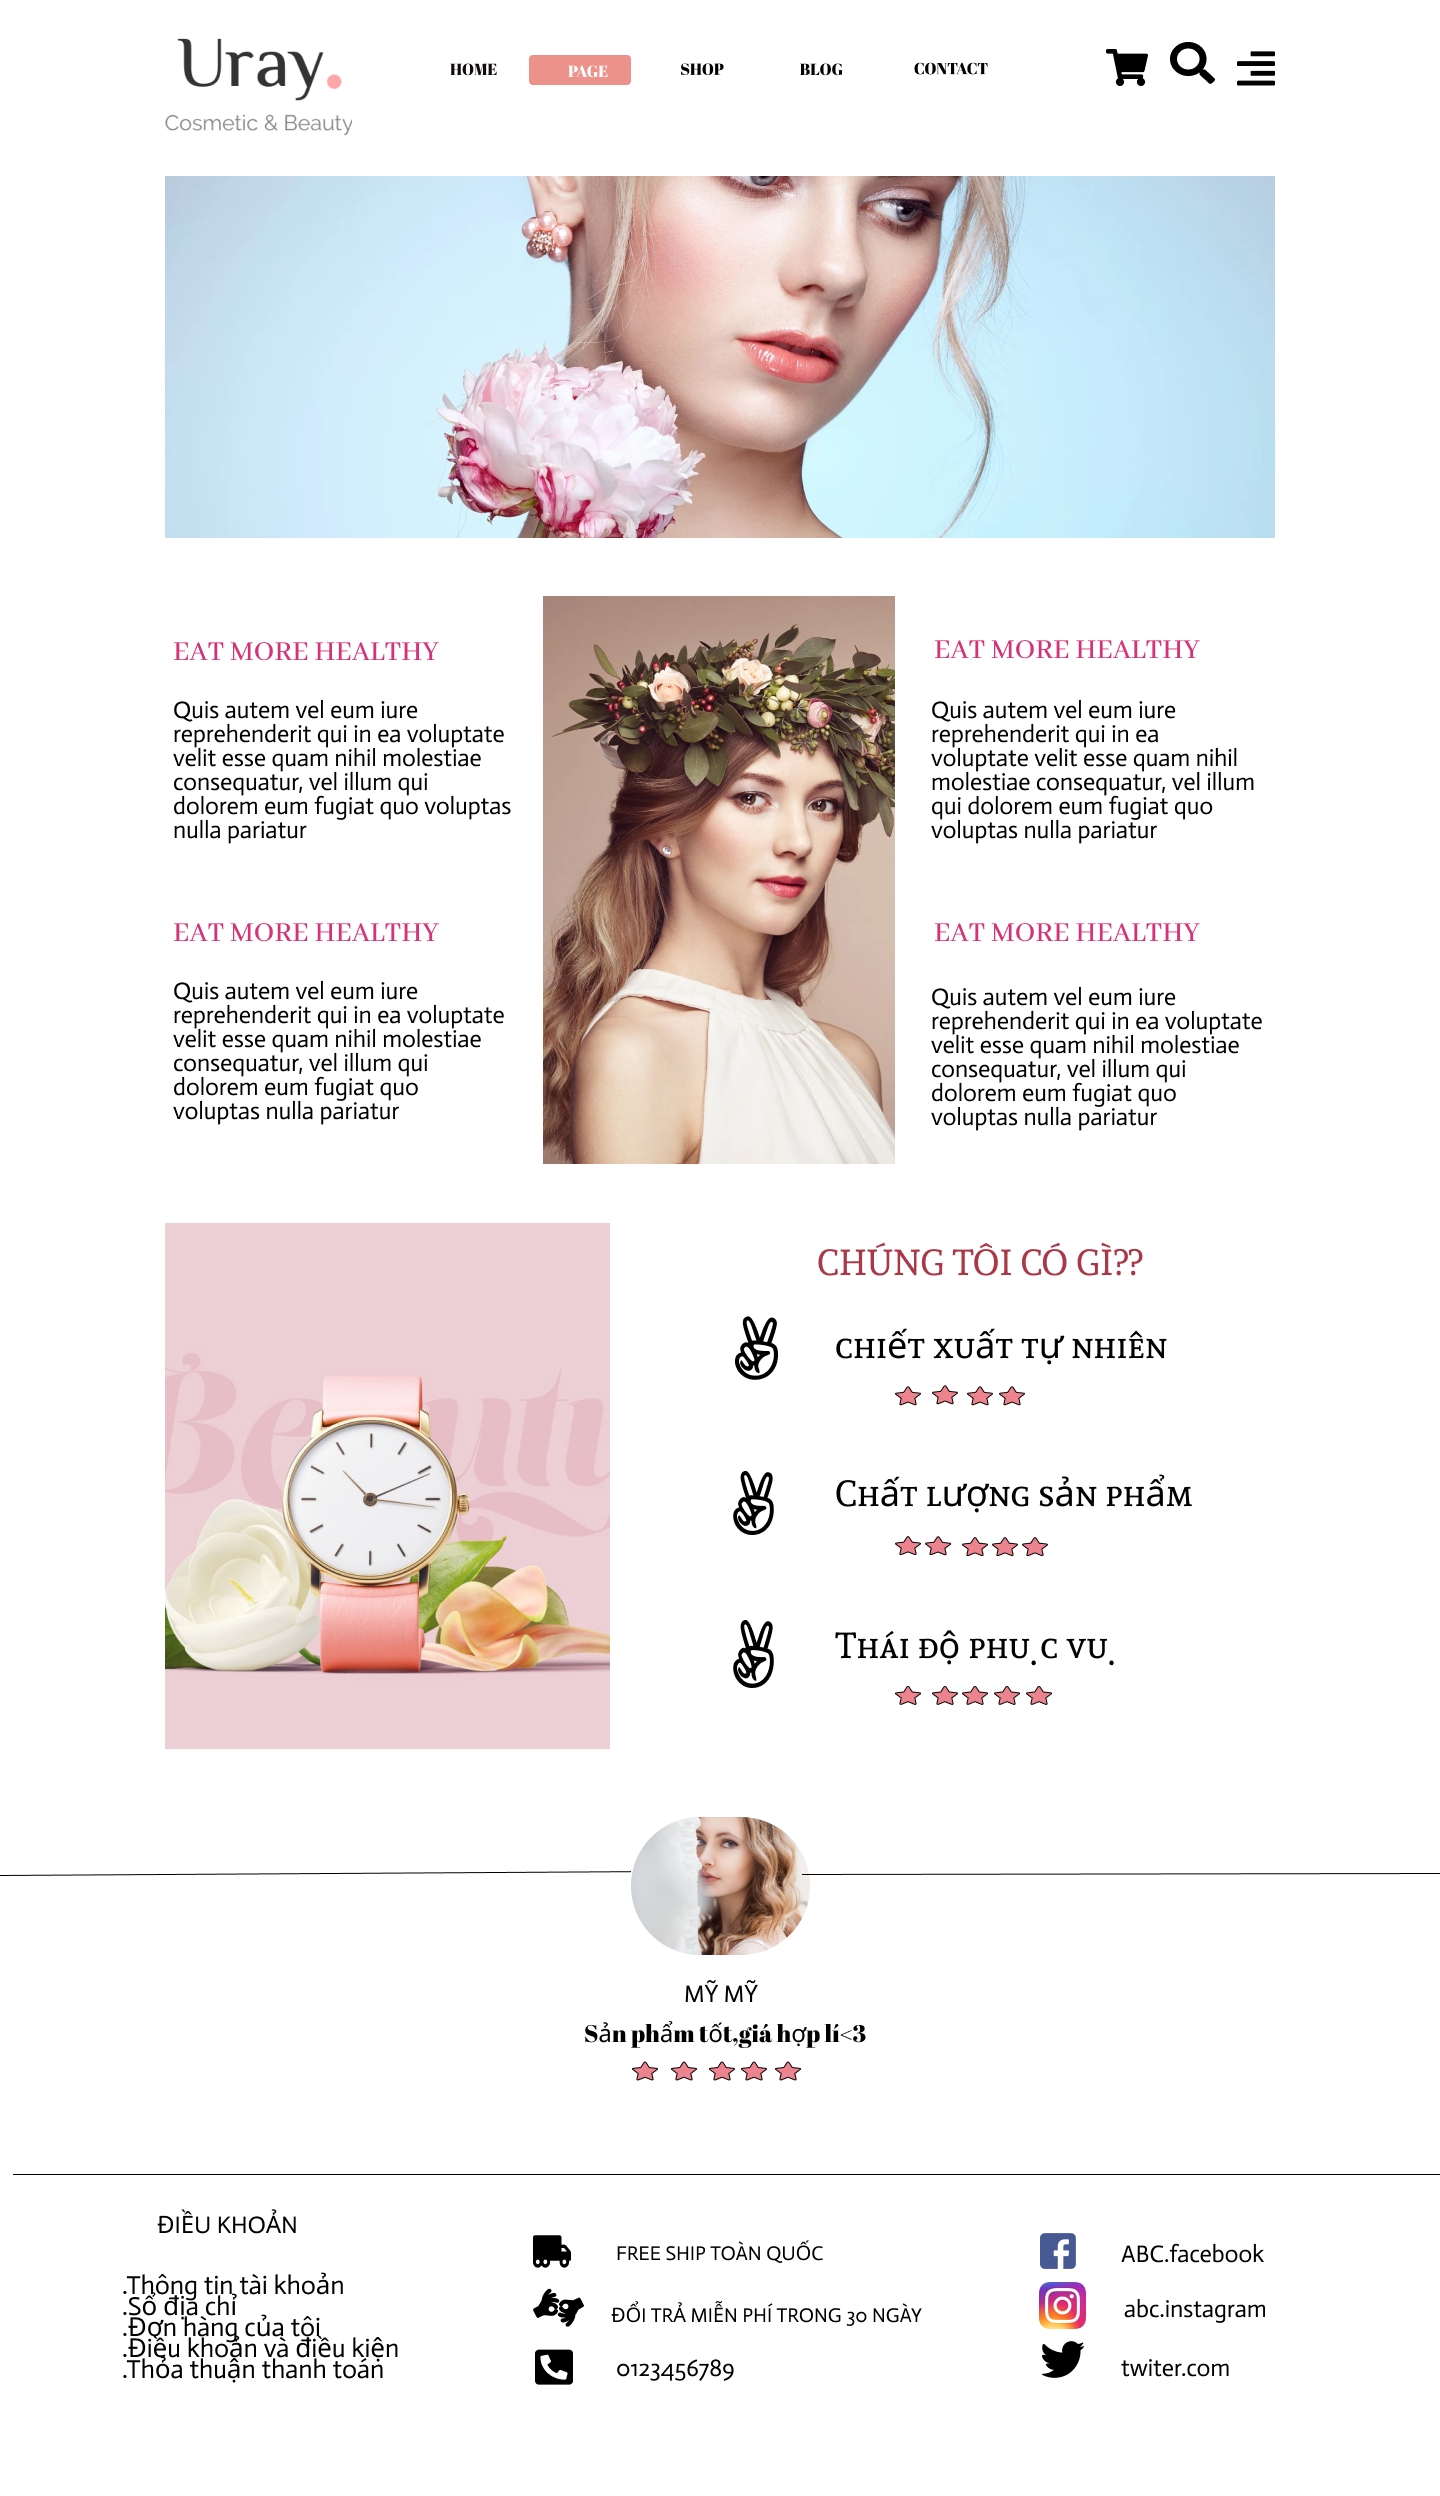 Uray.
Cosmetic & Beauty
HOME
PAGE
SHOP
BLOG
CONTACT
EAT MORE HEALTHY
Quis autem vel eum iure
reprehenderit qui in ea voluptate
velit esse quam nihil molestiae
consequatur, vel illum qui
dolorem eum fugiat quo voluptas
nulla pariatur
EAT MORE HEALTHY
Quis autem vel eum iure
reprehenderit qui in ea voluptate
velit esse quam nihil molestiae
consequatur, vel illum qui
dolorem eum fugiat quo
voluptas nulla pariatur
EAT MORE HEALTHY
Quis autem vel eum iure
reprehenderit qui in ea
voluptate velit esse quam nihil
molestiae consequatur, vel illum
qui dolorem eum fugiat quo
voluptas nulla pariatur
EAT MORE HEALTHY
Quis autem vel eum iure
reprehenderit qui in ea voluptate
velit esse quam nihil molestiae
consequatur, vel illum qui
dolorem eum fugiat quo
voluptas nulla pariatur
Beauty
CHÚNG TÔI CÓ GÌ??
chiết xuất tự nhiên
Chất lượng sản phẩm
Thái độ phục vụ
MỸ MỸ
Sản phẩm tốt,giá hợp lí<3
ĐIỀU KHOẢN
.Thông tin tài khoản
.Sổ địa chỉ
.Đơn hàng của tôi
.Điều khoản và điều kiện
.Thỏa thuận thanh toán
FREE SHIP TOÀN QUỐC
ĐỔI TRẢ MIỄN PHÍ TRONG 30 NGÀY
0123456789
ABC.facebook
abc.instagram
twiter.com